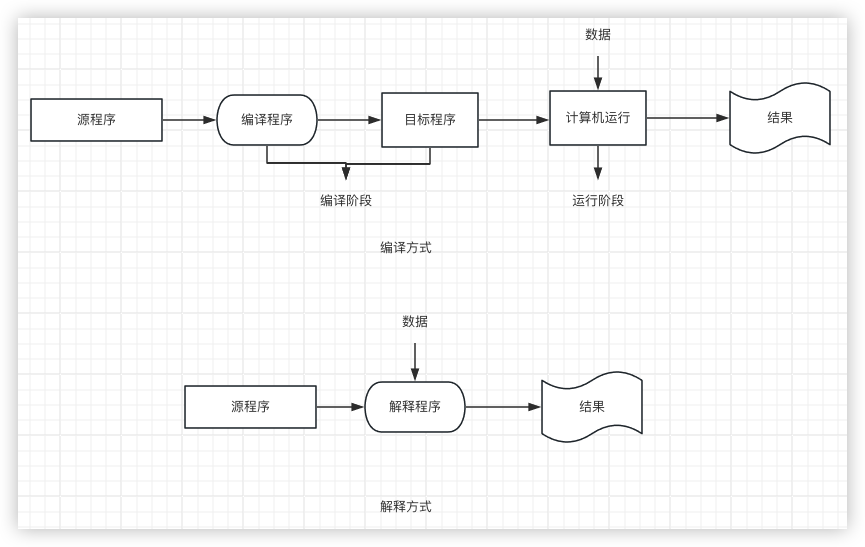 数据
源程序
编译程序
目标程序
计算机运行
结果
编译阶段
运行阶段
编译方式
数据
源程序
解释程序
结果
解释方式